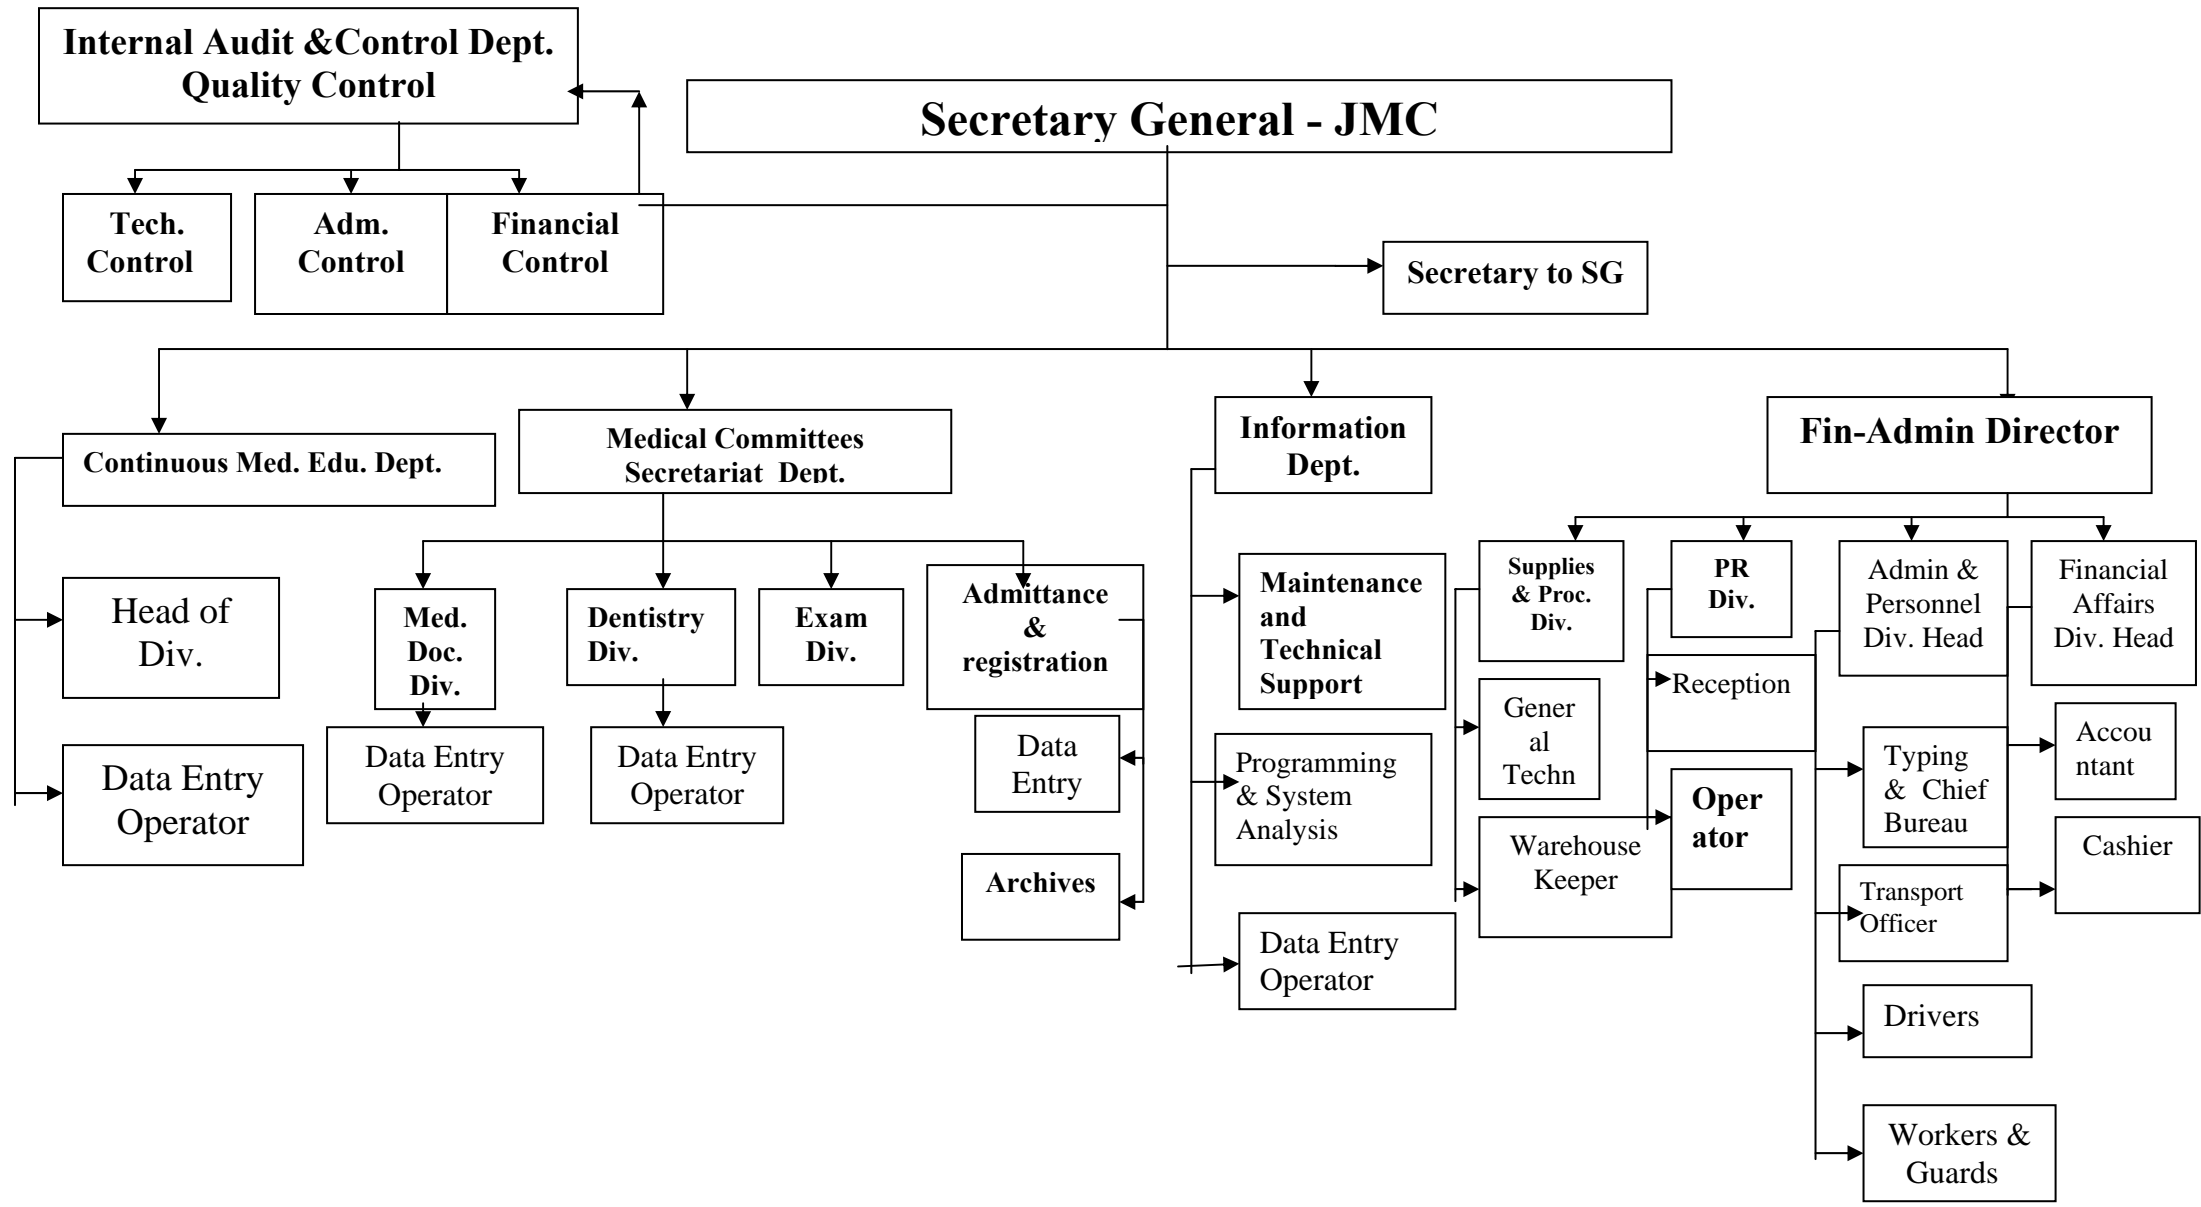 Internal Audit &Control Dept.
Quality Control
Secretary General - JMC
Tech.
Control
Adm.
Control
Financial
Control
Secretary to SG
Continuous Med. Edu. Dept.
Medical Committees
Secretariat Dept.
Information
Dept.
Fin-Admin Director
Head of
Div.
Data Entry
Operator
Med.
Doc.
Div.
Data Entry
Operator
Dentistry
Div.
Data Entry
Operator
Exam
Div.
Admittance
&
registration
Data
Entry
Archives
Maintenance
and
Technical
Support
Programming
& System
Analysis
Data Entry
Operator
Supplies
& Proc.
Div.
Gener
al
Techn
Warehouse
Keeper
PR
Div.
Reception
Oper
ator
Admin &
Personnel
Div. Head
Typing
& Chief
Bureau
Transport
Officer
Drivers
Workers &
Guards
Financial
Affairs
Div. Head
Accou
ntant
Cashier